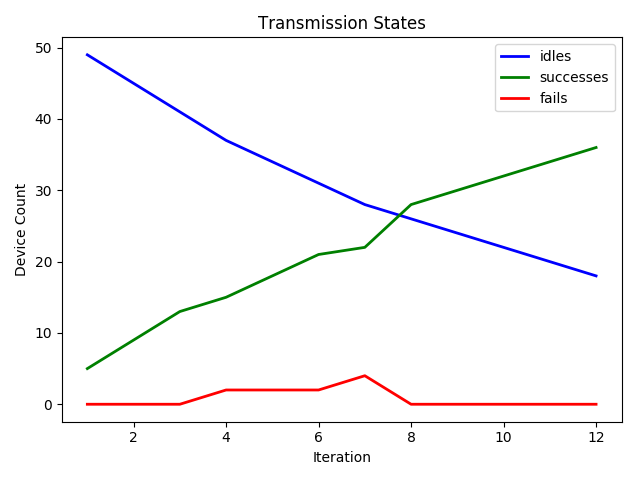 Transmission States
50
40
30
20
10
0
Device Count
idles
successes
fails
2 4 6 8 10 12
Iteration